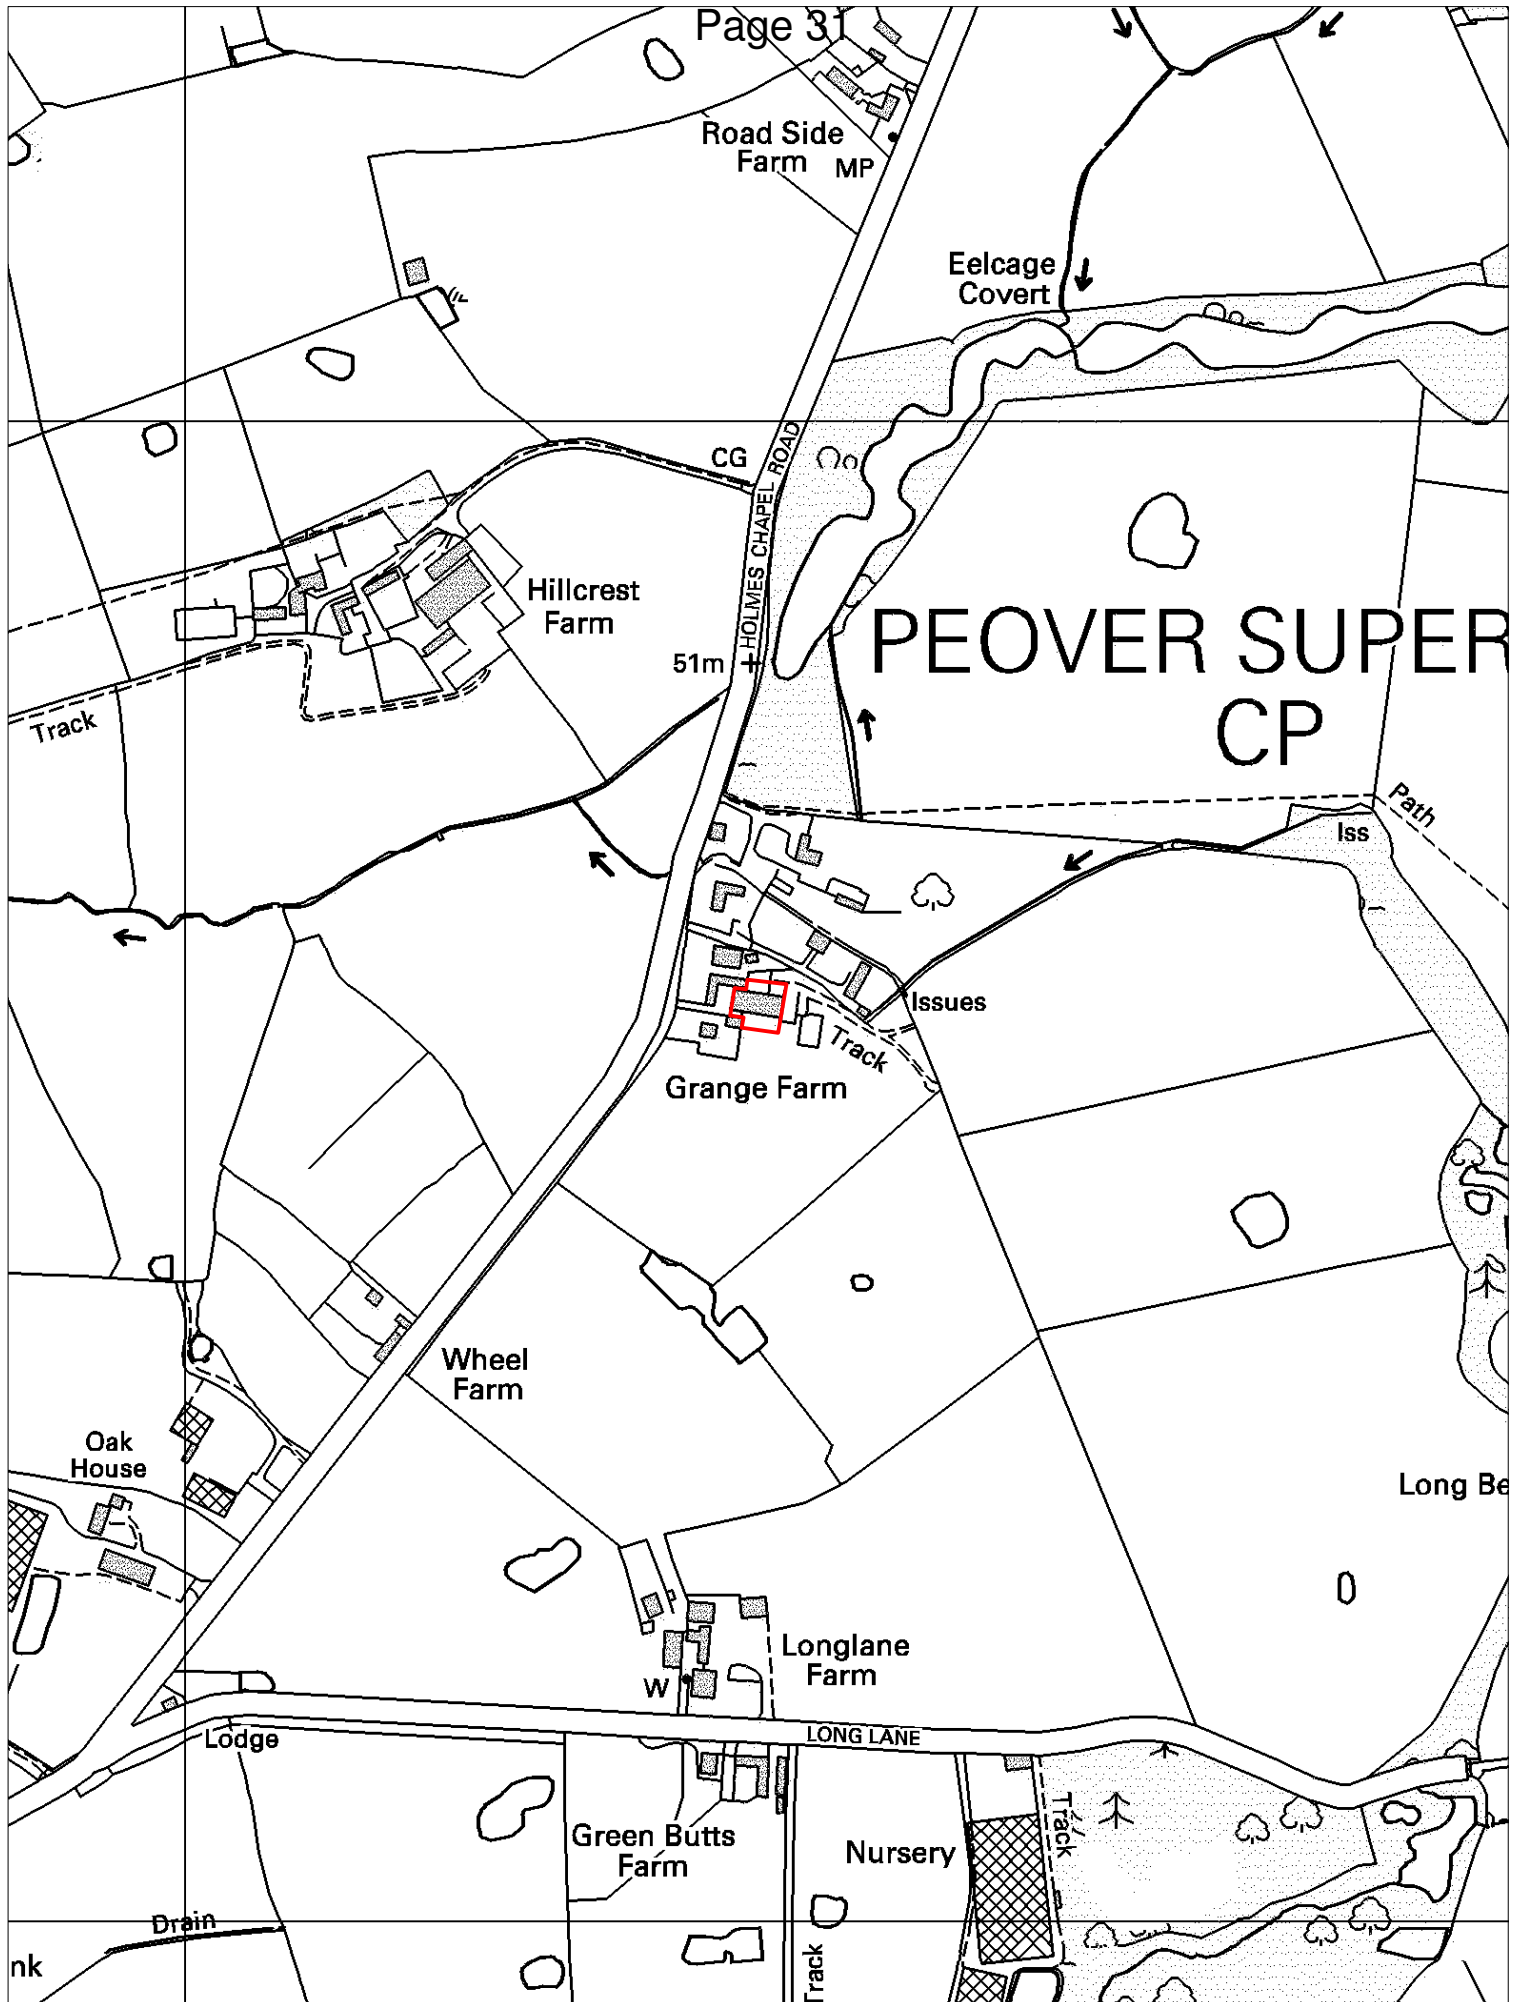 Page 31
Road Side
Farm
MP
Eelcage
Covert
CG
HOLMES CHAPEL ROAD
Hillcrest
Farm
PEOVER SUPER
CP
51m
Track
Path
Iss
Issues
Track
Grange Farm
Wheel
Farm
Oak
House
Long Be
Longlane
Farm
W
Lodge
LONG LANE
Track
Green Butts
Farm
Nursery
Drain
nk
Track